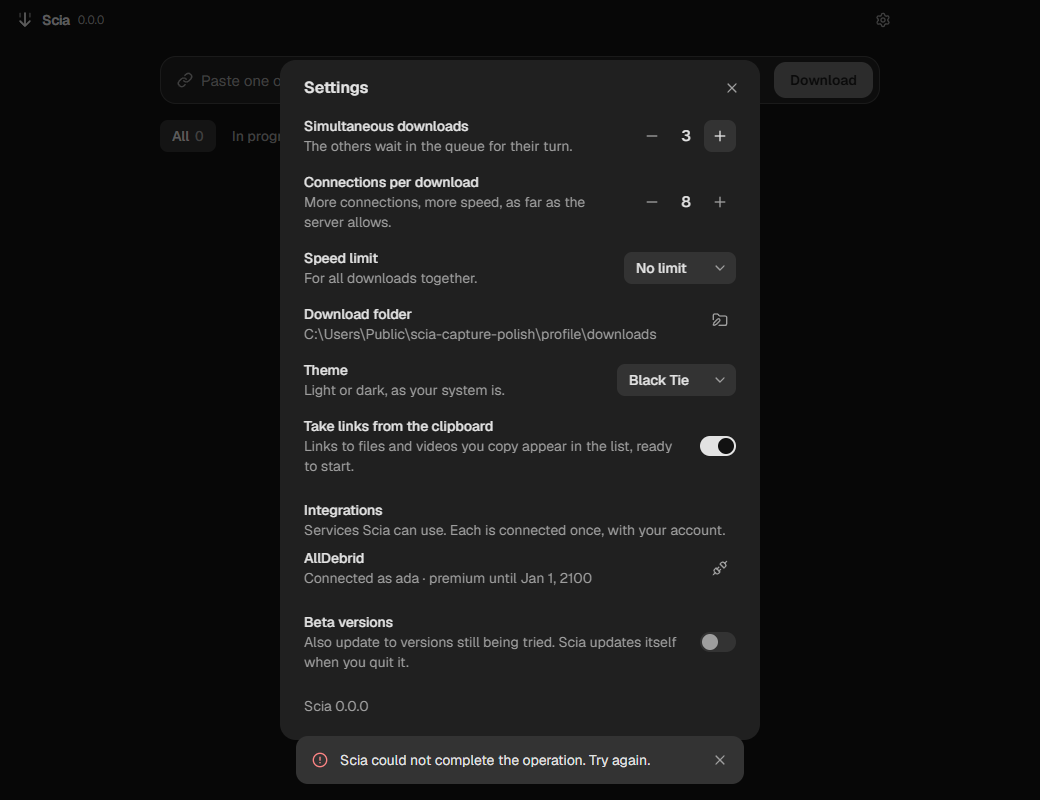 Scia 0.0.0
Paste one o
Download
All 0
In progr
Settings
Simultaneous downloads
The others wait in the queue for their turn.
3
Connections per download
More connections, more speed, as far as the
server allows.
8
Speed limit
For all downloads together.
No limit
Download folder
C:\Users\Public\scia-capture-polish\profile\downloads
Theme
Light or dark, as your system is.
Black Tie
Take links from the clipboard
Links to files and videos you copy appear in the list, ready
to start.
Integrations
Services Scia can use. Each is connected once, with your account.
AllDebrid
Connected as ada · premium until Jan 1, 2100
Beta versions
Also update to versions still being tried. Scia updates itself
when you quit it.
Scia 0.0.0
Scia could not complete the operation. Try again.